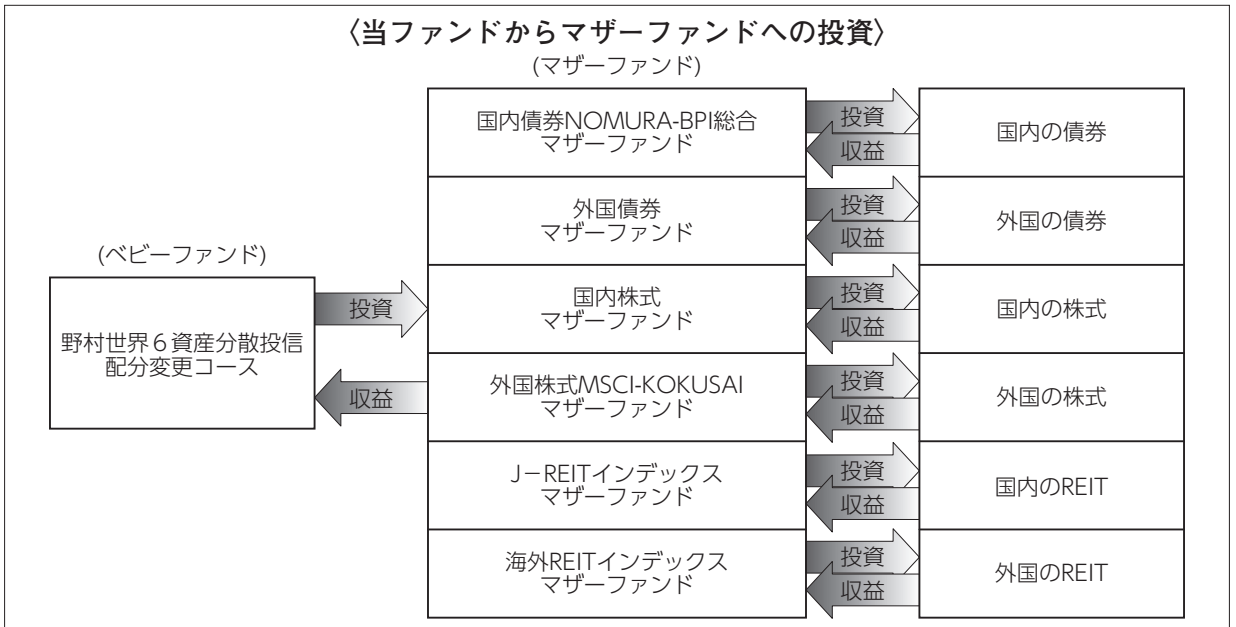 〈当ファンドからマザーファンドへの投資〉
(マザーファンド)
(ベビーファンド)
野村世界６資産分散投信
配分変更コース
投資
収益
国内債券NOMURA-BPI総合
マザーファンド
投資
収益
国内の債券
外国債券
マザーファンド
投資
収益
外国の債券
国内株式
マザーファンド
投資
収益
国内の株式
外国株式MSCI-KOKUSAI
マザーファンド
投資
収益
外国の株式
J－REITインデックス
マザーファンド
投資
収益
国内のREIT
海外REITインデックス
マザーファンド
投資
収益
外国のREIT